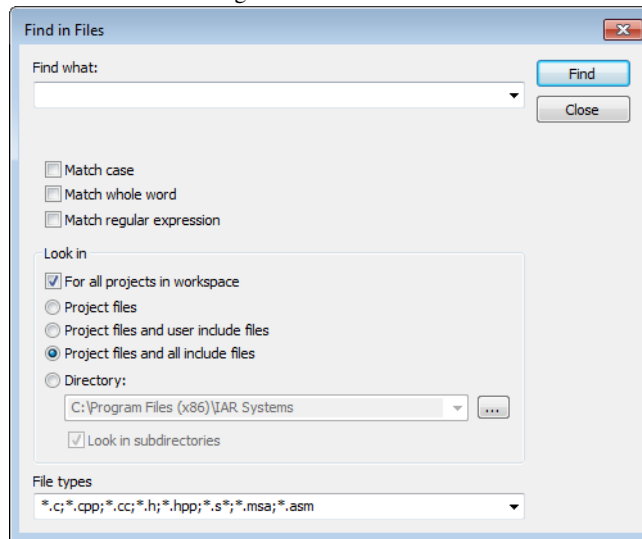 Find in Files
Find what:
Find
Close
Match case
Match whole word
Match regular expression
Look in
For all projects in workspace
Project files
Project files and user include files
Project files and all include files
Directory:
C:\Program Files (x86)\IAR Systems
...
Look in subdirectories
File types
*.c;*.cpp;*.cc;*.h;*.hpp;*.s*;*.msa;*.asm